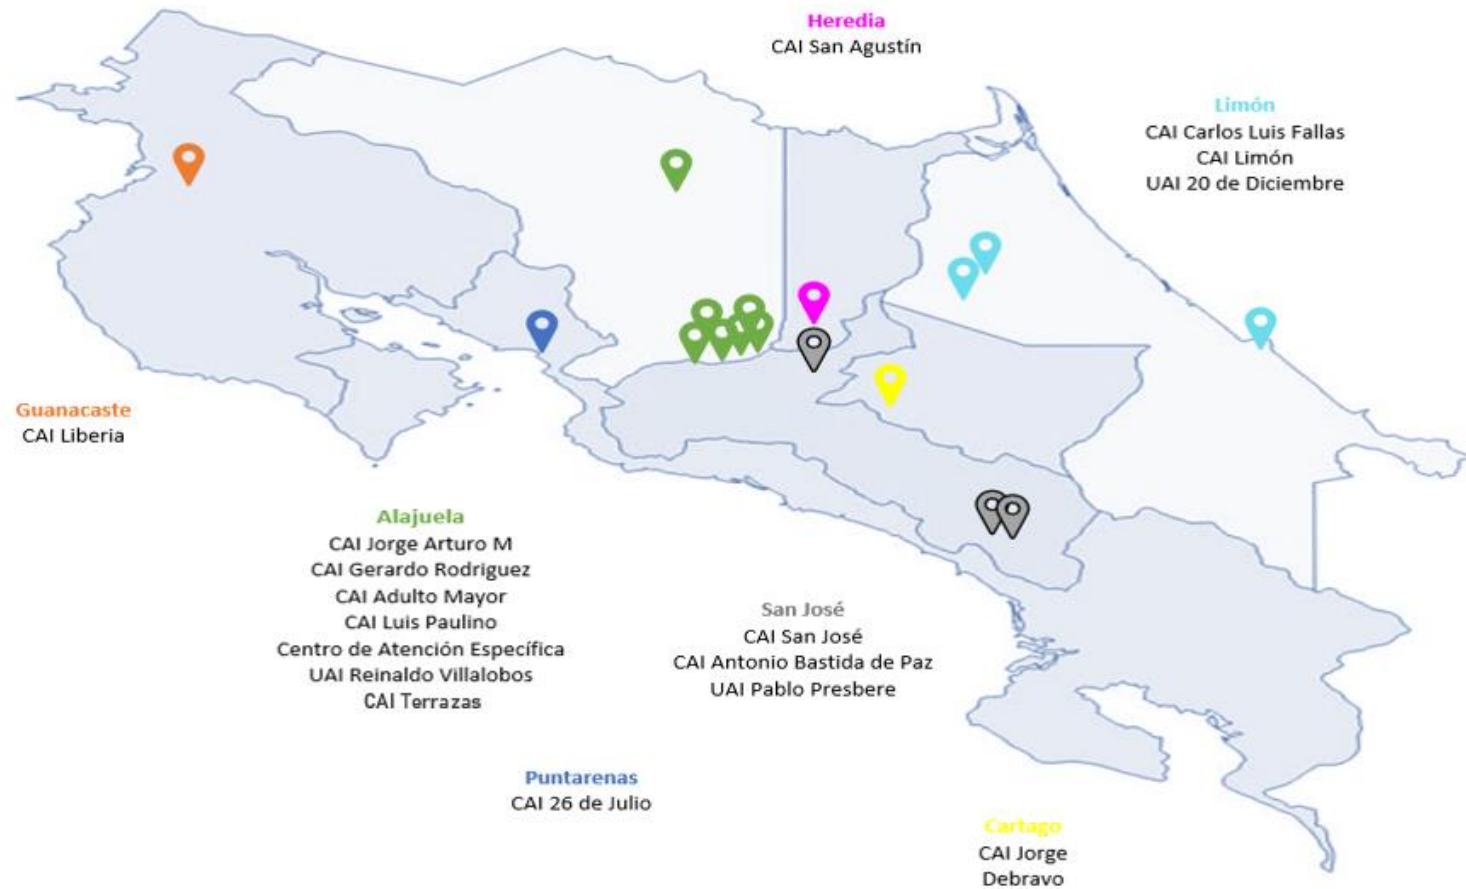 Heredia
CAI San Agustín
Limón
CAI Carlos Luis Fallas
CAI Limón
UAI 20 de Diciembre
Guanacaste
CAI Liberia
Alajuela
CAI Jorge Arturo M
CAI Gerardo Rodriguez
CAI Adulto Mayor
CAI Luis Paulino
Centro de Atención Específica
UAI Reinaldo Villalobos
CAI Terrazas
San José
CAI San José
CAI Antonio Bastida de Paz
UAI Pablo Presbere
Puntarenas
CAI 26 de Julio
Cartago
CAI Jorge
Debravo